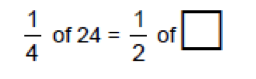 1/4 of 24 = 1/2 of □